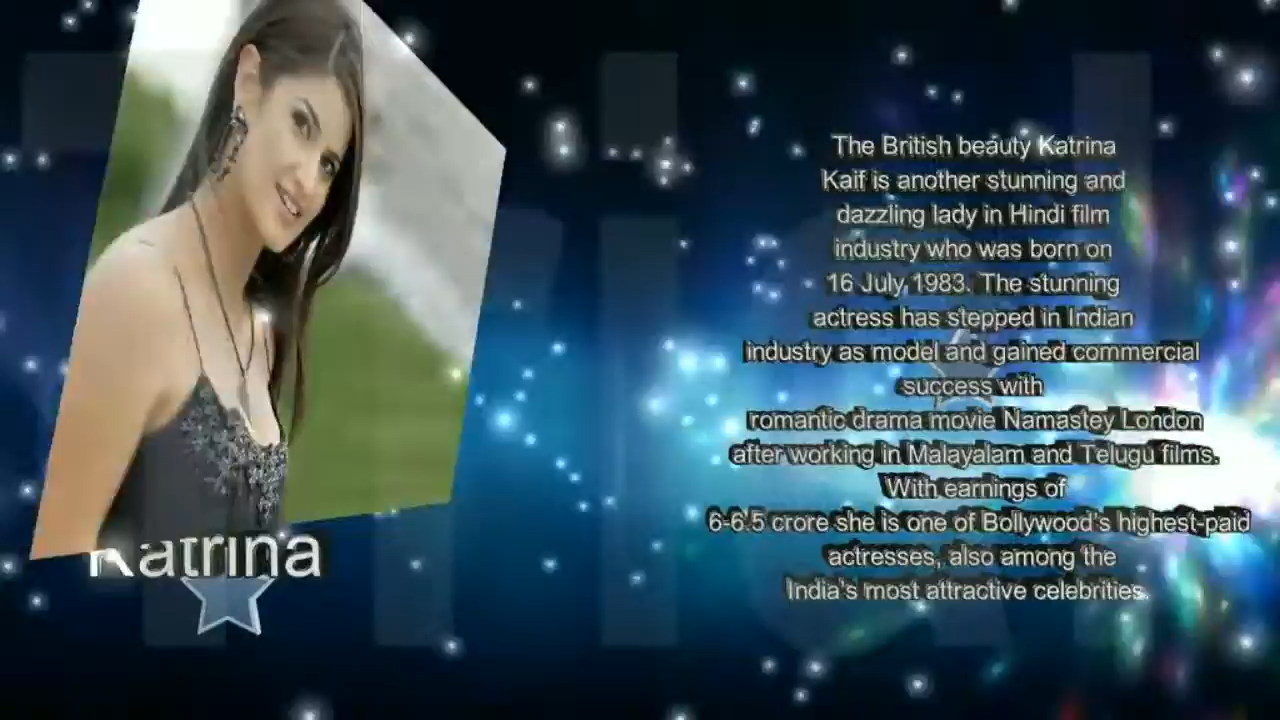 The British beauty Katrina
Kaif is another stunning and
dazzling lady in Hindi film
industry who was born on
16 July,1983. The stunning
actress has stepped in Indian
industry as model and gained commercial
success with
romantic drama movie Namastey London
after working in Malayalam and Telugu films.
With earnings of
6-6.5 crore she is one of Bollywood's highest-paid
actresses, also among the
India's most attractive celebrities.
Katrina